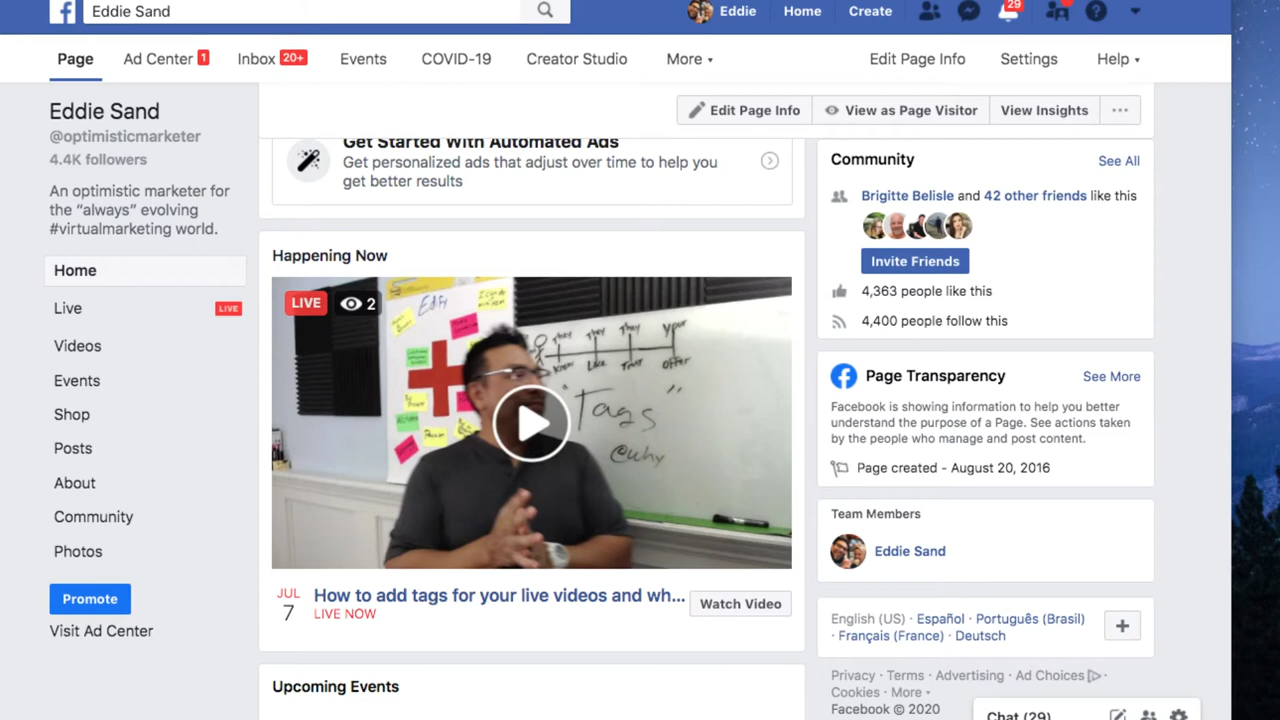 Eddie Sand
Eddie
Home
Create
29
Page
Ad Center 1
Inbox 20+
Events
COVID-19
Creator Studio
More
Edit Page Info
Settings
Help
Eddie Sand
@optimisticmarketer
4.4K followers
An optimistic marketer for
the “always” evolving
#virtualmarketing world.
Home
Live LIVE
Videos
Events
Shop
Posts
About
Community
Photos
Promote
Visit Ad Center
Edit Page Info
View as Page Visitor
View Insights
Get Started With Automated Ads
Get personalized ads that adjust over time to help you
get better results
Happening Now
LIVE 2
They They They your
Know Like Trust offer
"Tags"
@why
JUL
7
How to add tags for your live videos and wh...
LIVE NOW
Watch Video
Upcoming Events
Community
See All
Brigitte Belisle and 42 other friends like this
Invite Friends
4,363 people like this
4,400 people follow this
Page Transparency
See More
Facebook is showing information to help you better
understand the purpose of a Page. See actions taken
by the people who manage and post content.
Page created - August 20, 2016
Team Members
Eddie Sand
English (US) · Español · Português (Brasil)
· Français (France) · Deutsch
Privacy · Terms · Advertising · Ad Choices ·
Cookies · More
Facebook © 2020
Chat (29)